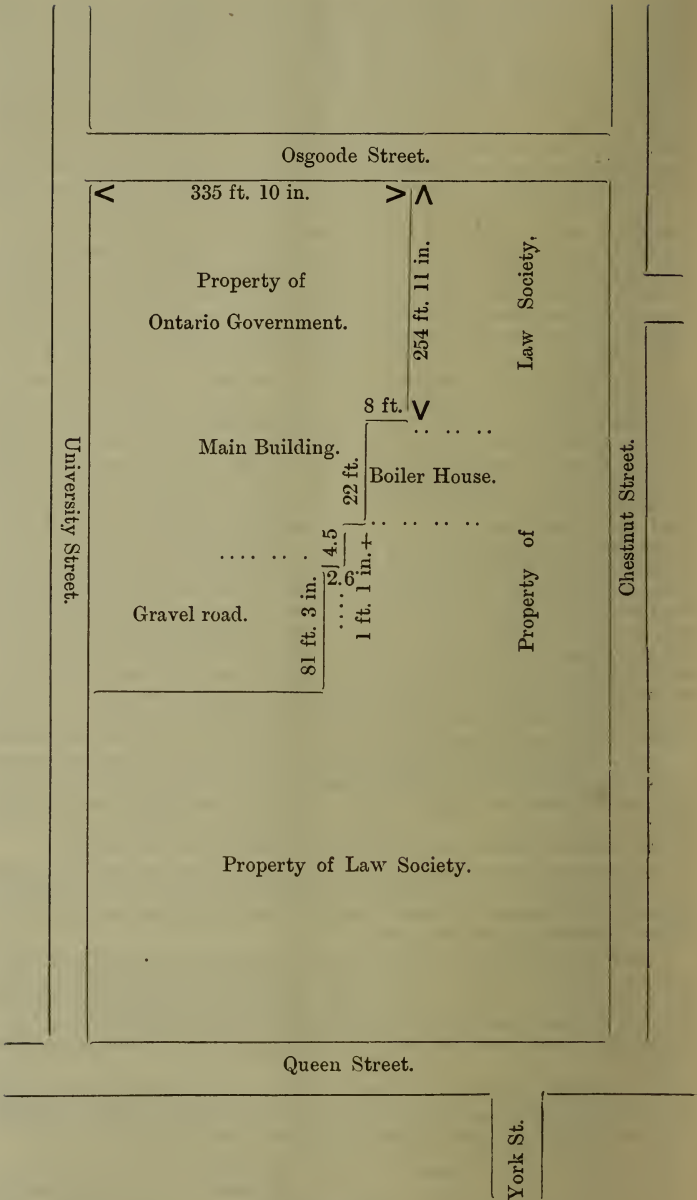 Osgoode Street.
335 ft. 10 in.
Property of
Ontario Government.
254 ft. 11 in.
Law Society,
8 ft.
Main Building.
22 ft.
Boiler House.
University Street.
Chestnut Street.
4.5
2.6
1 ft. 1 in.+
Property of
81 ft. 3 in.
Gravel road.
Property of Law Society.
Queen Street.
York St.